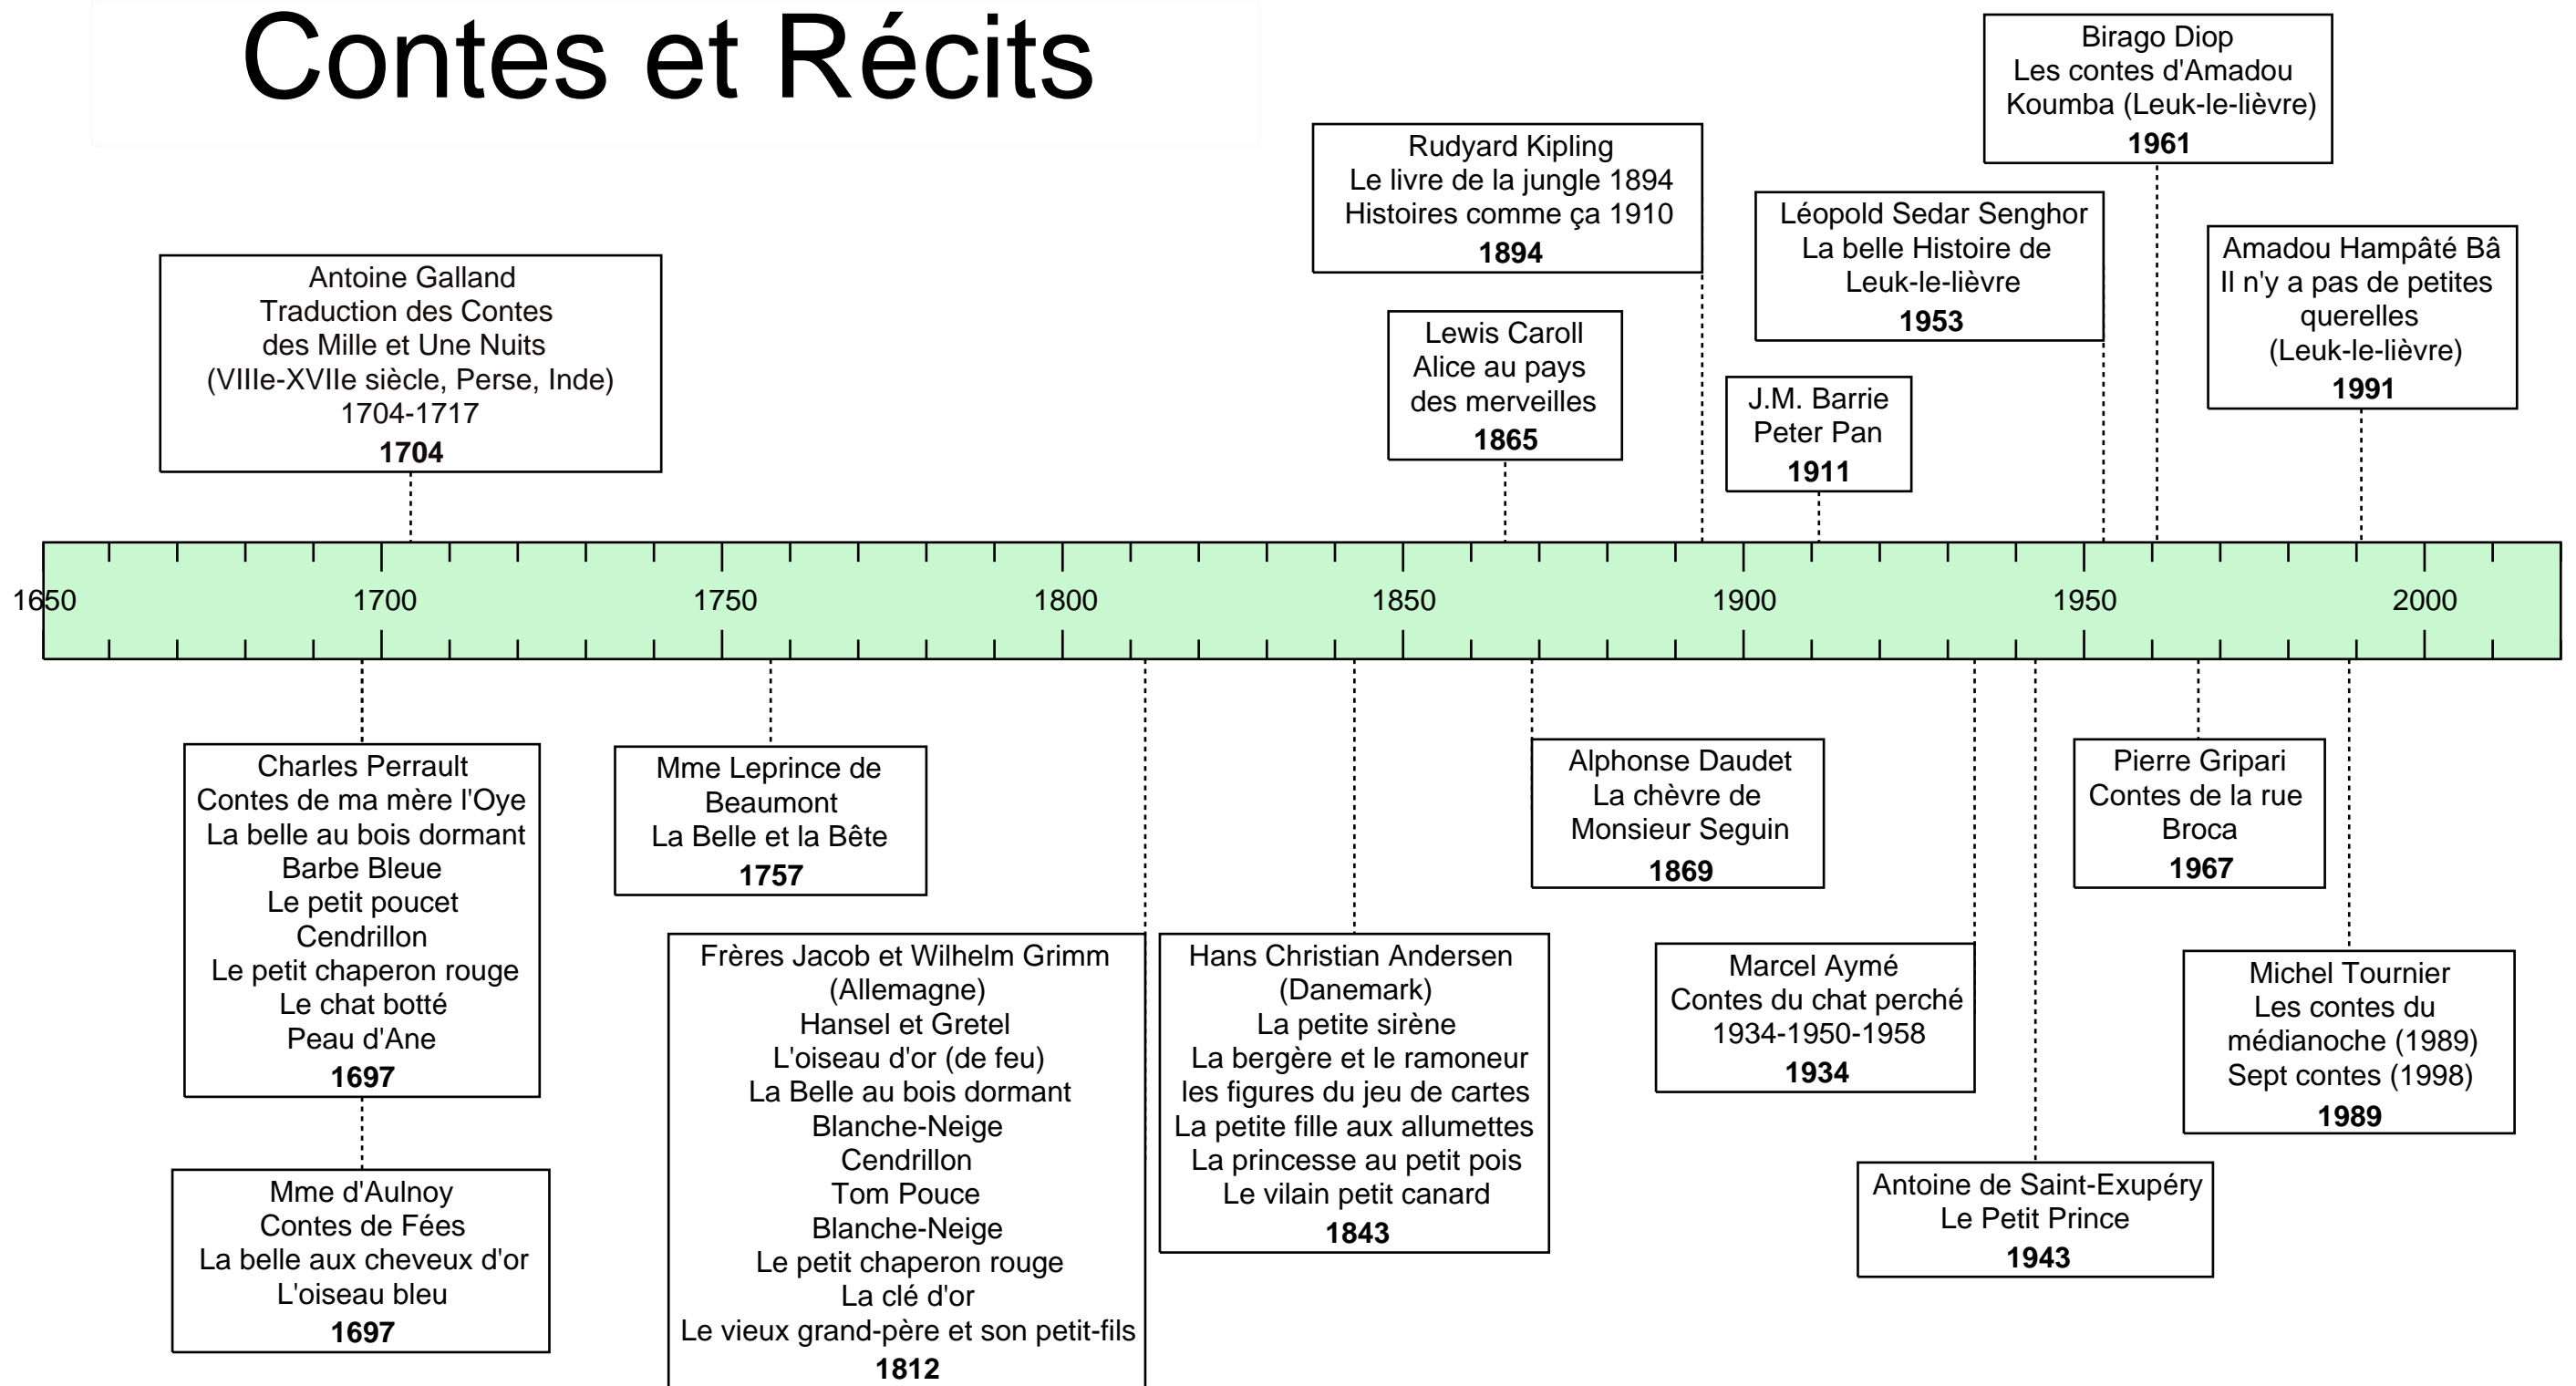 Contes et Récits
Birago Diop
Les contes d'Amadou
Koumba (Leuk-le-lièvre)
1961
Rudyard Kipling
Le livre de la jungle 1894
Histoires comme ça 1910
1894
Léopold Sedar Senghor
La belle Histoire de
Leuk-le-lièvre
1953
Amadou Hampâté Bâ
Il n'y a pas de petites
querelles
(Leuk-le-lièvre)
1991
Antoine Galland
Traduction des Contes
des Mille et Une Nuits
(VIIIe-XVIIe siècle, Perse, Inde)
1704-1717
1704
Lewis Caroll
Alice au pays
des merveilles
1865
J.M. Barrie
Peter Pan
1911
1650 1700 1750 1800 1850 1900 1950 2000
Charles Perrault
Contes de ma mère l'Oye
La belle au bois dormant
Barbe Bleue
Le petit poucet
Cendrillon
Le petit chaperon rouge
Le chat botté
Peau d'Ane
1697
Mme d'Aulnoy
Contes de Fées
La belle aux cheveux d'or
L'oiseau bleu
1697
Mme Leprince de
Beaumont
La Belle et la Bête
1757
Frères Jacob et Wilhelm Grimm
(Allemagne)
Hansel et Gretel
L'oiseau d'or (de feu)
La Belle au bois dormant
Blanche-Neige
Cendrillon
Tom Pouce
Blanche-Neige
Le petit chaperon rouge
La clé d'or
Le vieux grand-père et son petit-fils
1812
Hans Christian Andersen
(Danemark)
La petite sirène
La bergère et le ramoneur
les figures du jeu de cartes
La petite fille aux allumettes
La princesse au petit pois
Le vilain petit canard
1843
Alphonse Daudet
La chèvre de
Monsieur Seguin
1869
Marcel Aymé
Contes du chat perché
1934-1950-1958
1934
Antoine de Saint-Exupéry
Le Petit Prince
1943
Pierre Gripari
Contes de la rue
Broca
1967
Michel Tournier
Les contes du
médianoche (1989)
Sept contes (1998)
1989